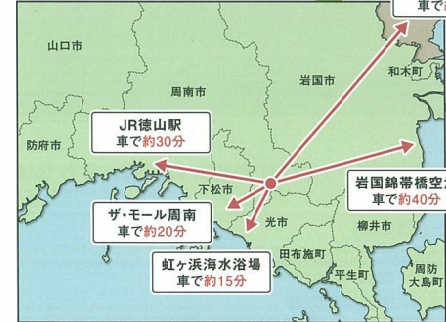 車で
山口市
周南市
岩国市
和木町
JR徳山駅
車で約30分
防府市
下松市
岩国錦帯橋空
車で約40分
ザ・モール周南
車で約20分
光市
柳井市
田布施町
虹ヶ浜海水浴場
車で約15分
平生町
周防
大島町